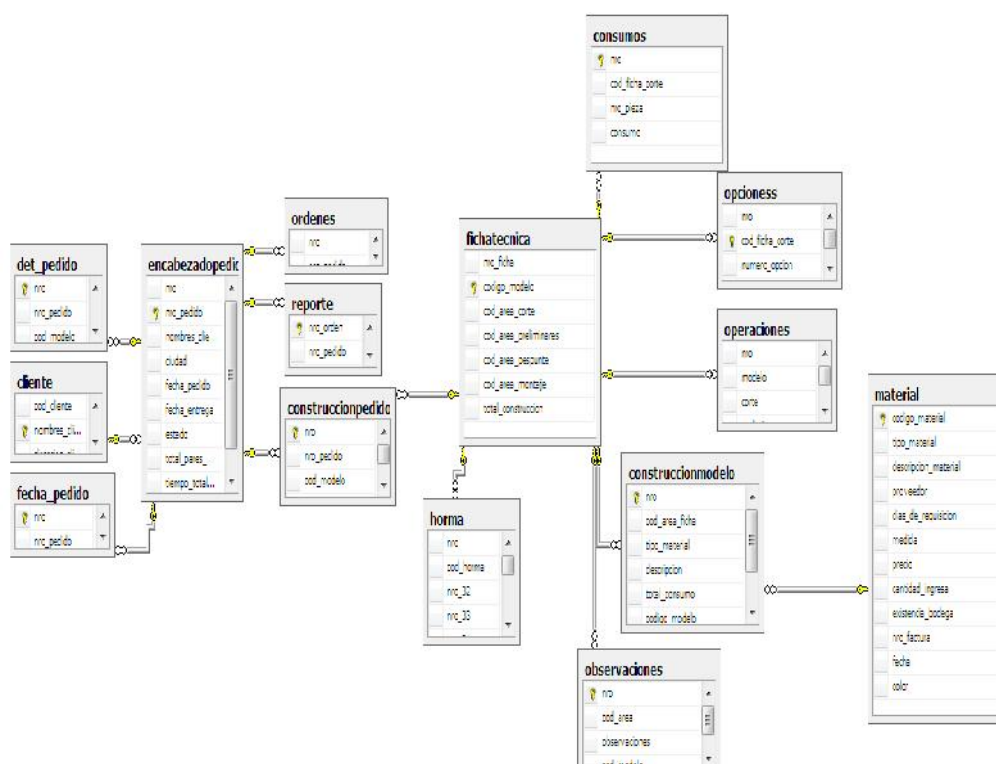 consumos
nro
cod_ficha_corte
nro_pieza
consumo
opcioness
nro
cod_ficha_corte
numero_opcion
ordenes
nro
nro_pedido
fichatecnica
nro_ficha
codigo_modelo
cod_area_corte
cod_area_preliminares
cod_area_pespunte
cod_area_montaje
total_construccion
det_pedido
nro
nro_pedido
cod_modelo
encabezadopedic
nro
nro_pedido
nombres_clie
ciudad
fecha_pedido
fecha_entrega
estado
total_pares_
tiempo_total...
reporte
nro_orden
nro_pedido
operaciones
nro
modelo
corte
cliente
cod_cliente
nombres_cli...
construccionpedido
nro
nro_pedido
cod_modelo
material
codigo_material
tipo_material
descripcion_material
proveedor
dias_de_requisicion
medida
precio
cantidad_ingresa
existencia_bodega
nro_factura
fecha
color
fecha_pedido
nro
nro_pedido
horma
nro
cod_horma
nro_32
nro_33
construccionmodelo
nro
cod_area_ficha
tipo_material
descripcion
total_consumo
codigo_modelo
observaciones
nro
cod_area
observaciones
cod_modelo